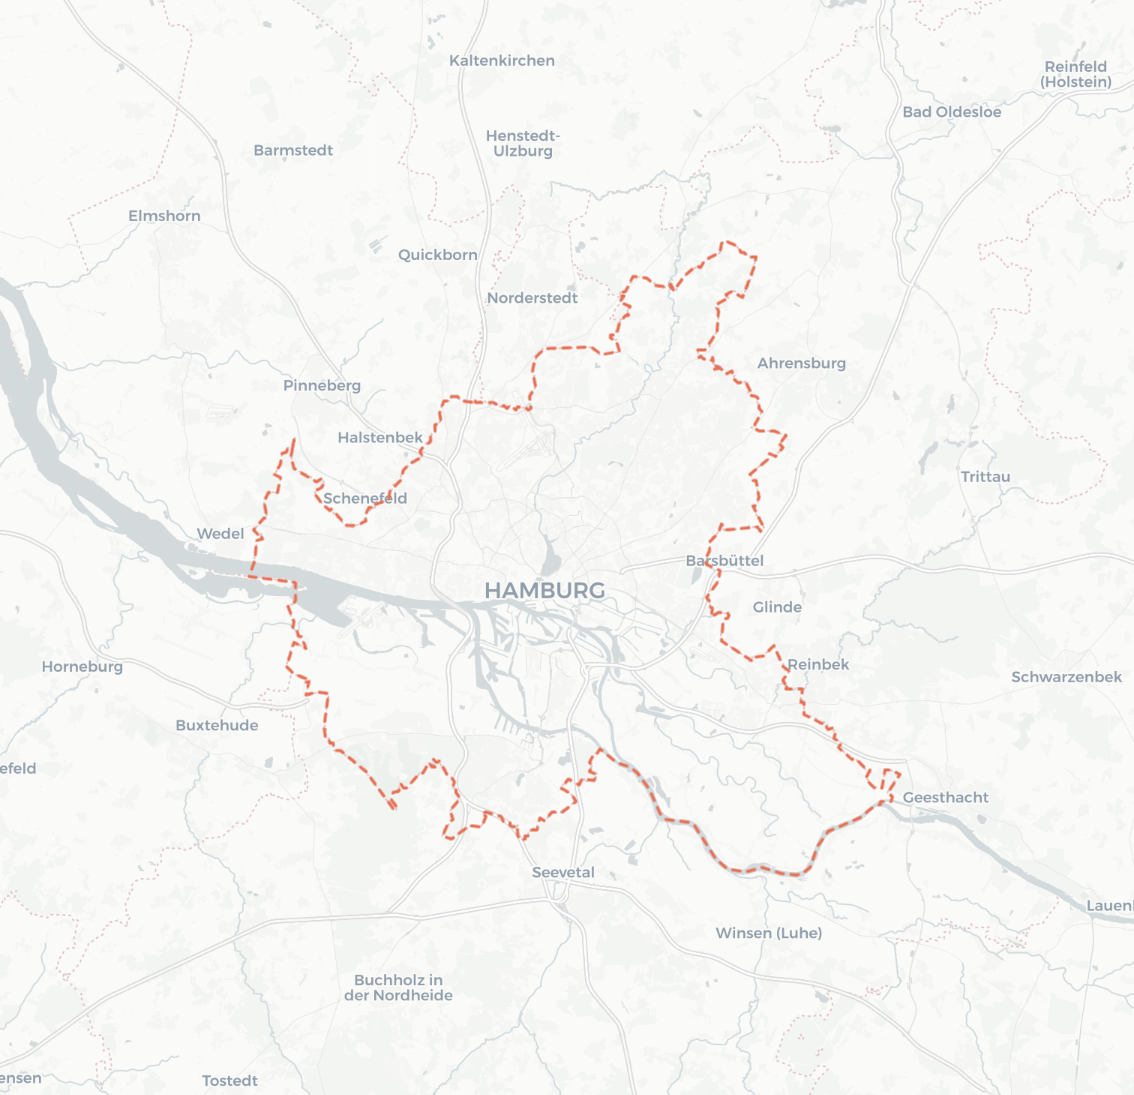 Kaltenkirchen
Reinfeld
(Holstein)
Bad Oldesloe
Henstedt-
Ulzburg
Barmstedt
Elmshorn
Quickborn
Norderstedt
Ahrensburg
Pinneberg
Halstenbek
Trittau
Schenefeld
Wedel
Barsbüttel
HAMBURG
Glinde
Horneburg
Reinbek
Schwarzenbek
Buxtehude
efeld
Geesthacht
Seevetal
Lauenl
Winsen (Luhe)
Buchholz in
der Nordheide
ensen
Tostedt